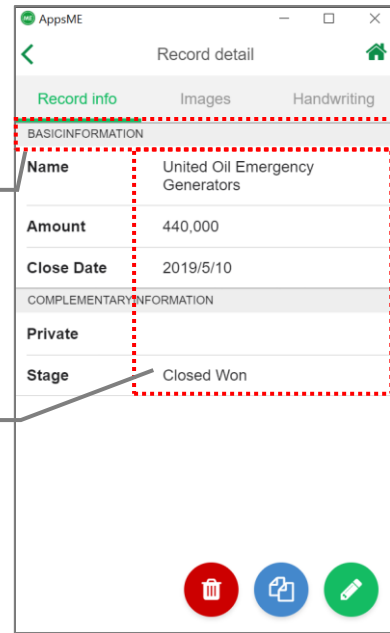 ME AppsME
Record detail
Record info Images Handwriting
BASICINFORMATION
Name United Oil Emergency
Generators
Amount 440,000
Close Date 2019/5/10
COMPLEMENTARYINFORMATION
Private
Stage Closed Won